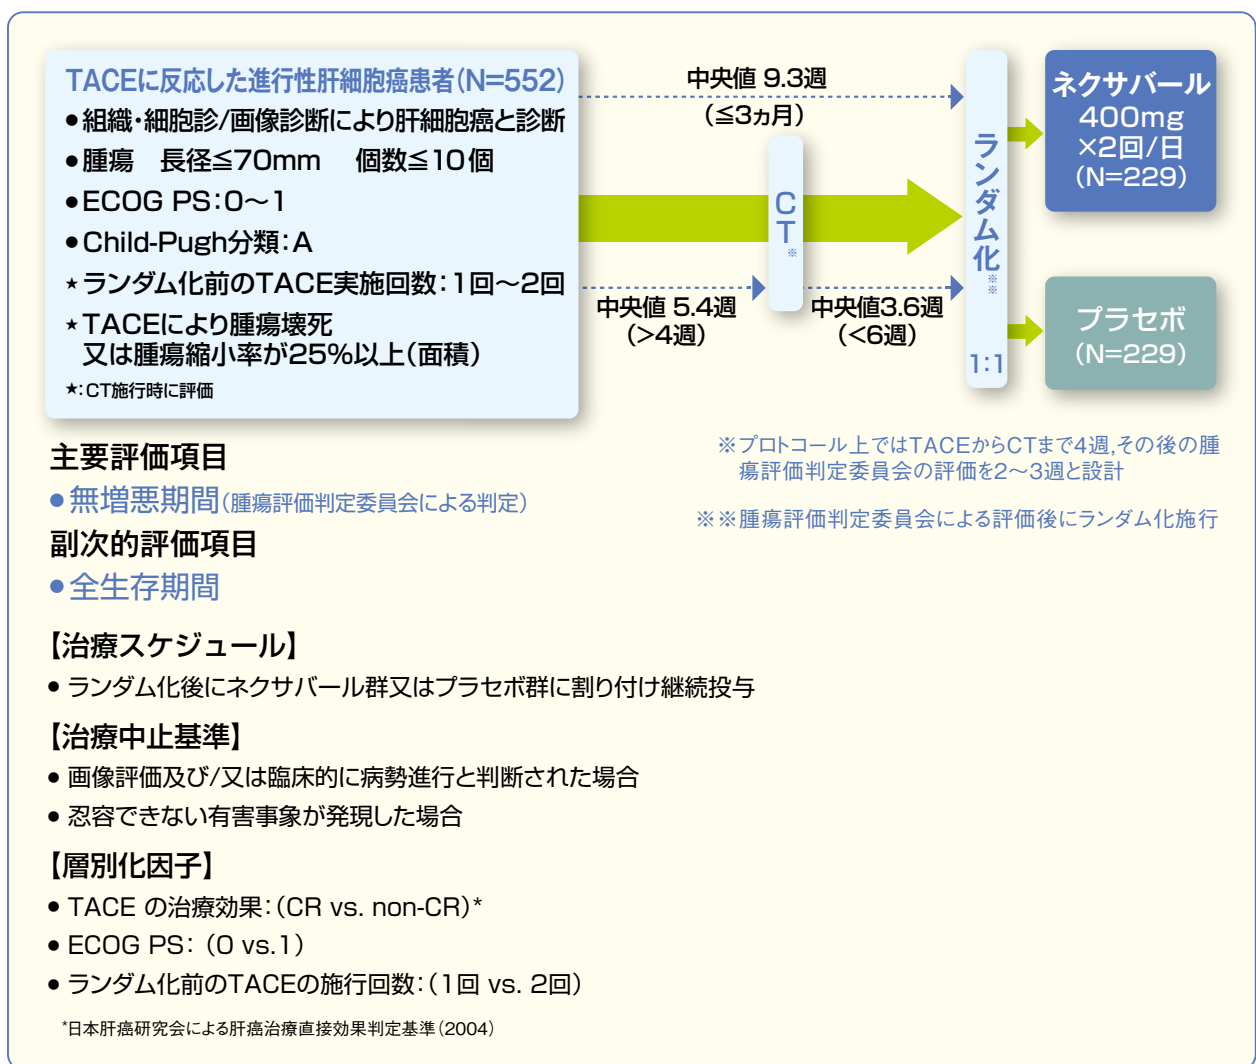 TACEに反応した進行性肝細胞癌患者(N=552)
●組織・細胞診/画像診断により肝細胞癌と診断
●腫瘍　長径≦70mm　個数≦10個
●ECOG PS:0〜1
●Child-Pugh分類:A
★ランダム化前のTACE実施回数:1回〜2回
★TACEにより腫瘍壊死
又は腫瘍縮小率が25%以上(面積)
★:CT施行時に評価
中央値 9.3週
(≦3ヵ月)
CT※
中央値 5.4週
(>4週)
中央値3.6週
(<6週)
ランダム化※※
1:1
ネクサバール
400mg
×2回/日
(N=229)
プラセボ
(N=229)
※プロトコール上ではTACEからCTまで4週,その後の腫
瘍評価判定委員会の評価を2〜3週と設計
※※腫瘍評価判定委員会による評価後にランダム化施行
主要評価項目
●無増悪期間(腫瘍評価判定委員会による判定)
副次的評価項目
●全生存期間
【治療スケジュール】
● ランダム化後にネクサバール群又はプラセボ群に割り付け継続投与
【治療中止基準】
● 画像評価及び/又は臨床的に病勢進行と判断された場合
● 忍容できない有害事象が発現した場合
【層別化因子】
● TACE の治療効果:(CR vs. non-CR)*
● ECOG PS: (0 vs.1)
● ランダム化前のTACEの施行回数:(1回 vs. 2回)
*日本肝癌研究会による肝癌治療直接効果判定基準(2004)